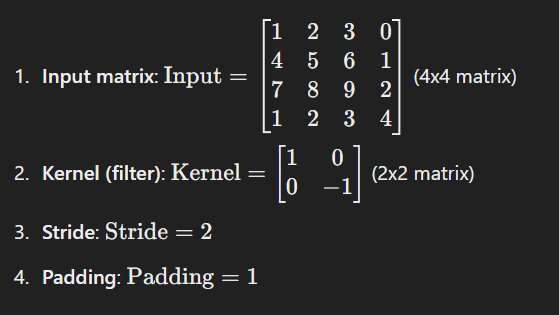 1. Input matrix: Input = [1 2 3 0
4 5 6 1
7 8 9 2
1 2 3 4] (4x4 matrix)
2. Kernel (filter): Kernel = [1 0
0 −1] (2x2 matrix)
3. Stride: Stride = 2
4. Padding: Padding = 1